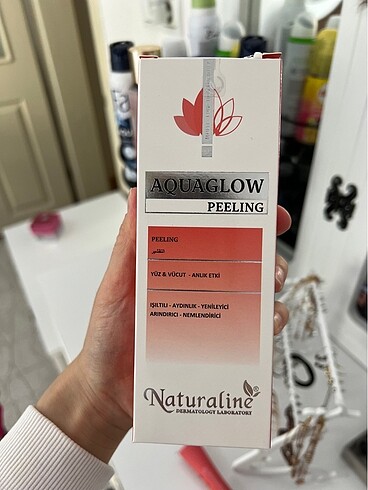 AQUAGLOW
PEELING
PEELING
YÜZ & VÜCUT - ANLIK ETKİ
IŞILTILI - AYDINLIK - YENİLEYİCİ
ARINDIRICI - NEMLENDİRİCİ
Naturaline®
DERMATOLOGY LABORATORY